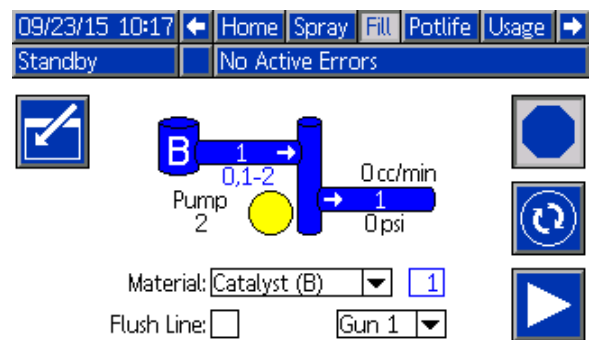 09/23/15 10:17 Home Spray Fill Potlife Usage
Standby No Active Errors
B 1
0,1-2
Pump
2
0 cc/min
1
0 psi
Material: Catalyst (B) 1
Flush Line: Gun 1